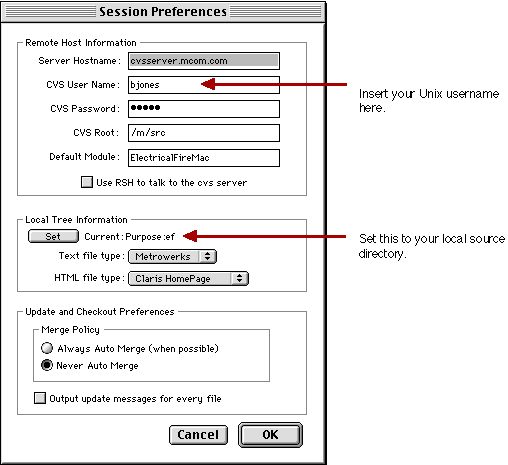 Session Preferences
Remote Host Information
Server Hostname: cvsserver.mcom.com
CVS User Name: bjones
Insert your Unix username
here.
CVS Password: •••••
CVS Root: /m/src
Default Module: ElectricalFireMac
Use RSH to talk to the cvs server
Local Tree Information
Set Current:Purpose:ef
Set this to your local source
directory.
Text file type: Metrowerks
HTML file type: Claris HomePage
Update and Checkout Preferences
Merge Policy
Always Auto Merge (when possible)
Never Auto Merge
Output update messages for every file
Cancel OK